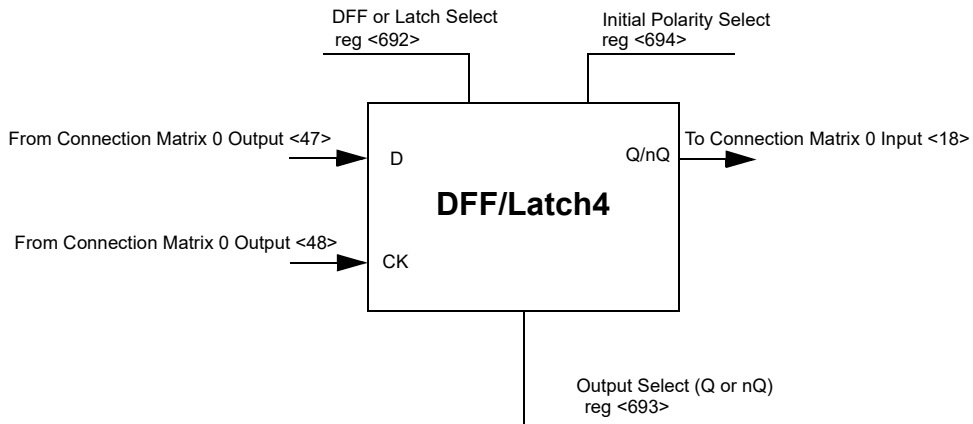 DFF or Latch Select
reg <692>
Initial Polarity Select
reg <694>
From Connection Matrix 0 Output <47>
D
Q/nQ
To Connection Matrix 0 Input <18>
DFF/Latch4
From Connection Matrix 0 Output <48>
CK
Output Select (Q or nQ)
reg <693>